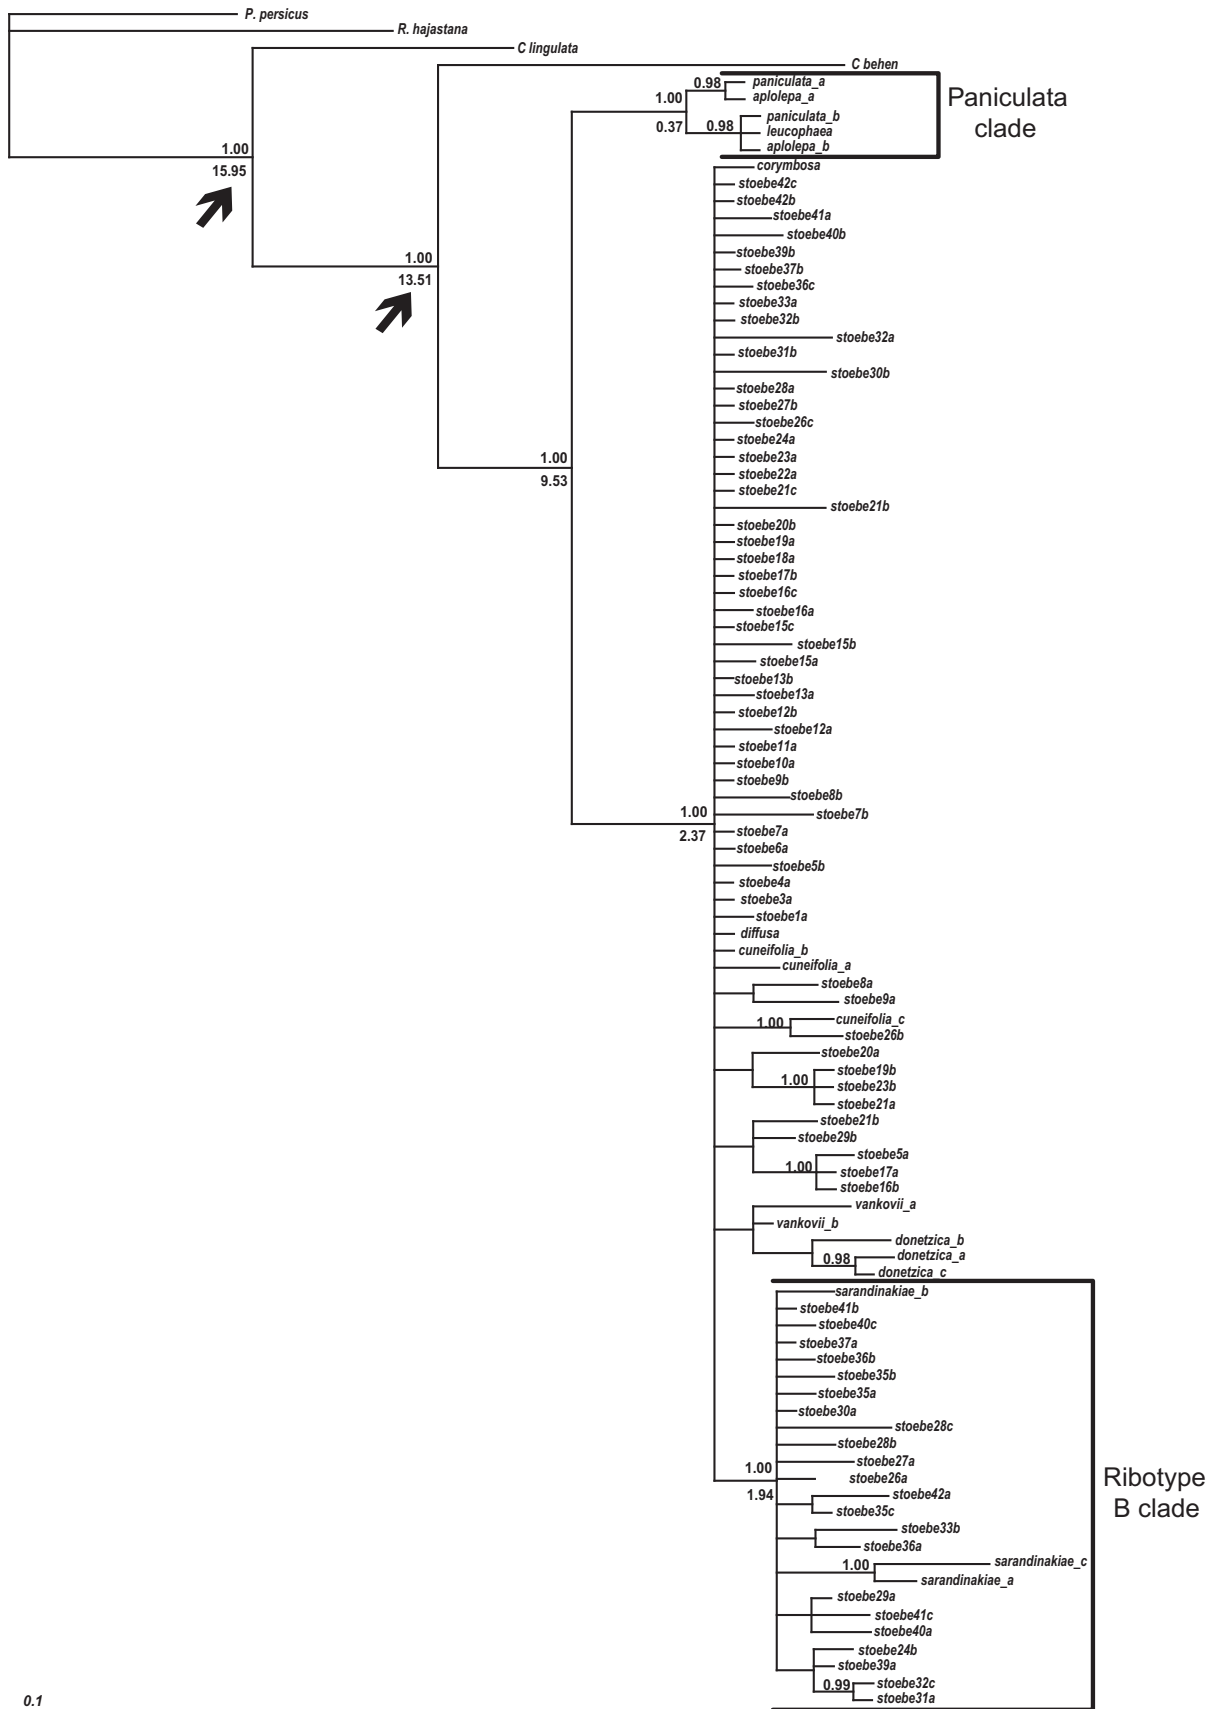 P. persicus
R. hajastana
C lingulata
C behen
0.98
paniculata_a
aplolepa_a
1.00
0.37
0.98
paniculata_b
leucophaea
aplolepa_b
Paniculata
clade
1.00
15.95
1.00
13.51
1.00
9.53
corymbosa
stoebe42c
stoebe42b
stoebe41a
stoebe40b
stoebe39b
stoebe37b
stoebe36c
stoebe33a
stoebe32b
stoebe32a
stoebe31b
stoebe30b
stoebe28a
stoebe27b
stoebe26c
stoebe24a
stoebe23a
stoebe22a
stoebe21c
stoebe21b
stoebe20b
stoebe19a
stoebe18a
stoebe17b
stoebe16c
stoebe16a
stoebe15c
stoebe15b
stoebe15a
stoebe13b
stoebe13a
stoebe12b
stoebe12a
stoebe11a
stoebe10a
stoebe9b
stoebe8b
stoebe7b
1.00
2.37
stoebe7a
stoebe6a
stoebe5b
stoebe4a
stoebe3a
stoebe1a
diffusa
cuneifolia_b
cuneifolia_a
stoebe8a
stoebe9a
1.00
cuneifolia_c
stoebe26b
stoebe20a
1.00
stoebe19b
stoebe23b
stoebe21a
stoebe21b
stoebe29b
1.00
stoebe5a
stoebe17a
stoebe16b
vankovii_a
vankovii_b
donetzica_b
0.98
donetzica_a
donetzica_c
sarandinakiae_b
stoebe41b
stoebe40c
stoebe37a
stoebe36b
stoebe35b
stoebe35a
stoebe30a
stoebe28c
stoebe28b
stoebe27a
1.00
1.94
stoebe26a
stoebe42a
stoebe35c
stoebe33b
stoebe36a
1.00
sarandinakiae_c
sarandinakiae_a
stoebe29a
stoebe41c
stoebe40a
stoebe24b
stoebe39a
0.99
stoebe32c
stoebe31a
Ribotype
B clade
0.1